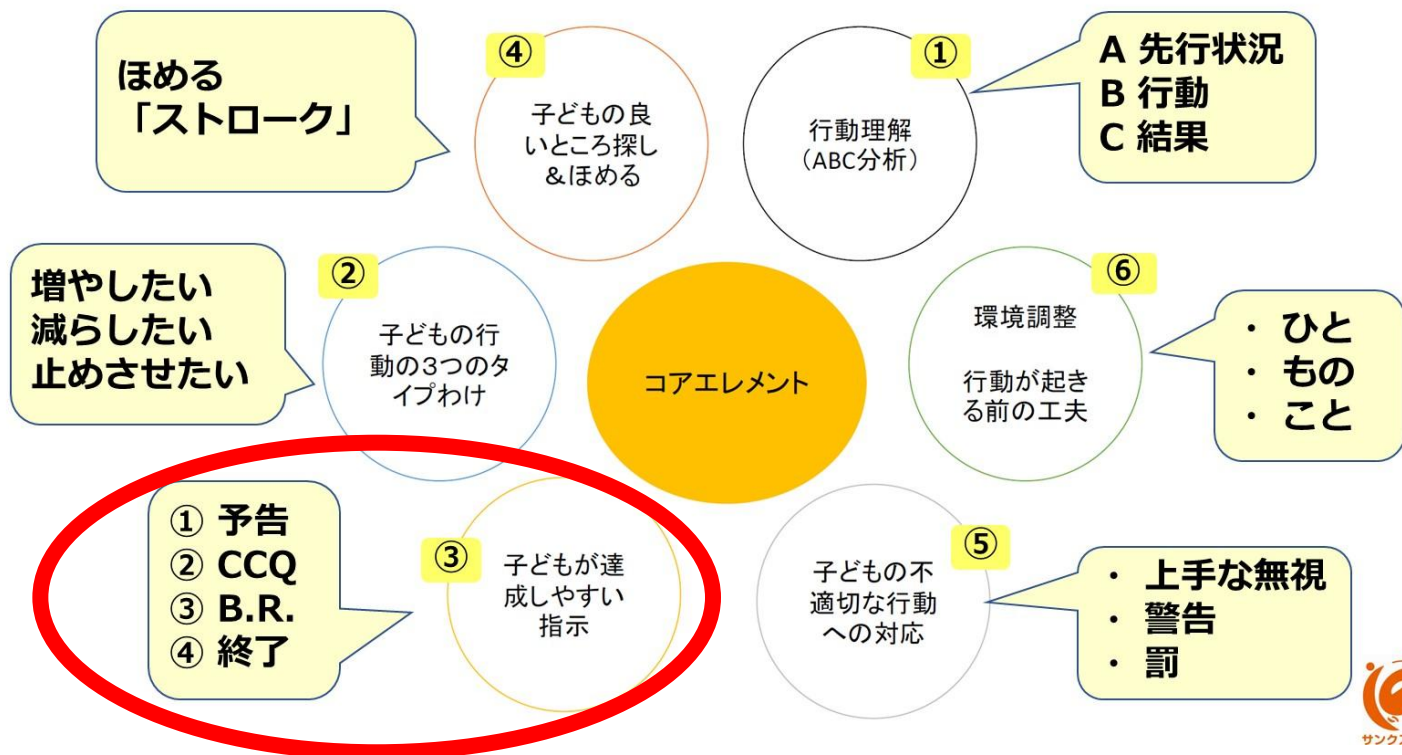 ほめる
「ストローク」
④
子どもの良
いところ探し
&ほめる
①
行動理解
(ABC分析)
A 先行状況
B 行動
C 結果
増やしたい
減らしたい
止めさせたい
②
子どもの行
動の3つのタ
イプわけ
コアエレメント
⑥
環境調整
行動が起き
る前の工夫
・ ひと
・ もの
・ こと
① 予告
② CCQ
③ B.R.
④ 終了
③
子どもが達
成しやすい
指示
⑤
子どもの不
適切な行動
への対応
・ 上手な無視
・ 警告
・ 罰